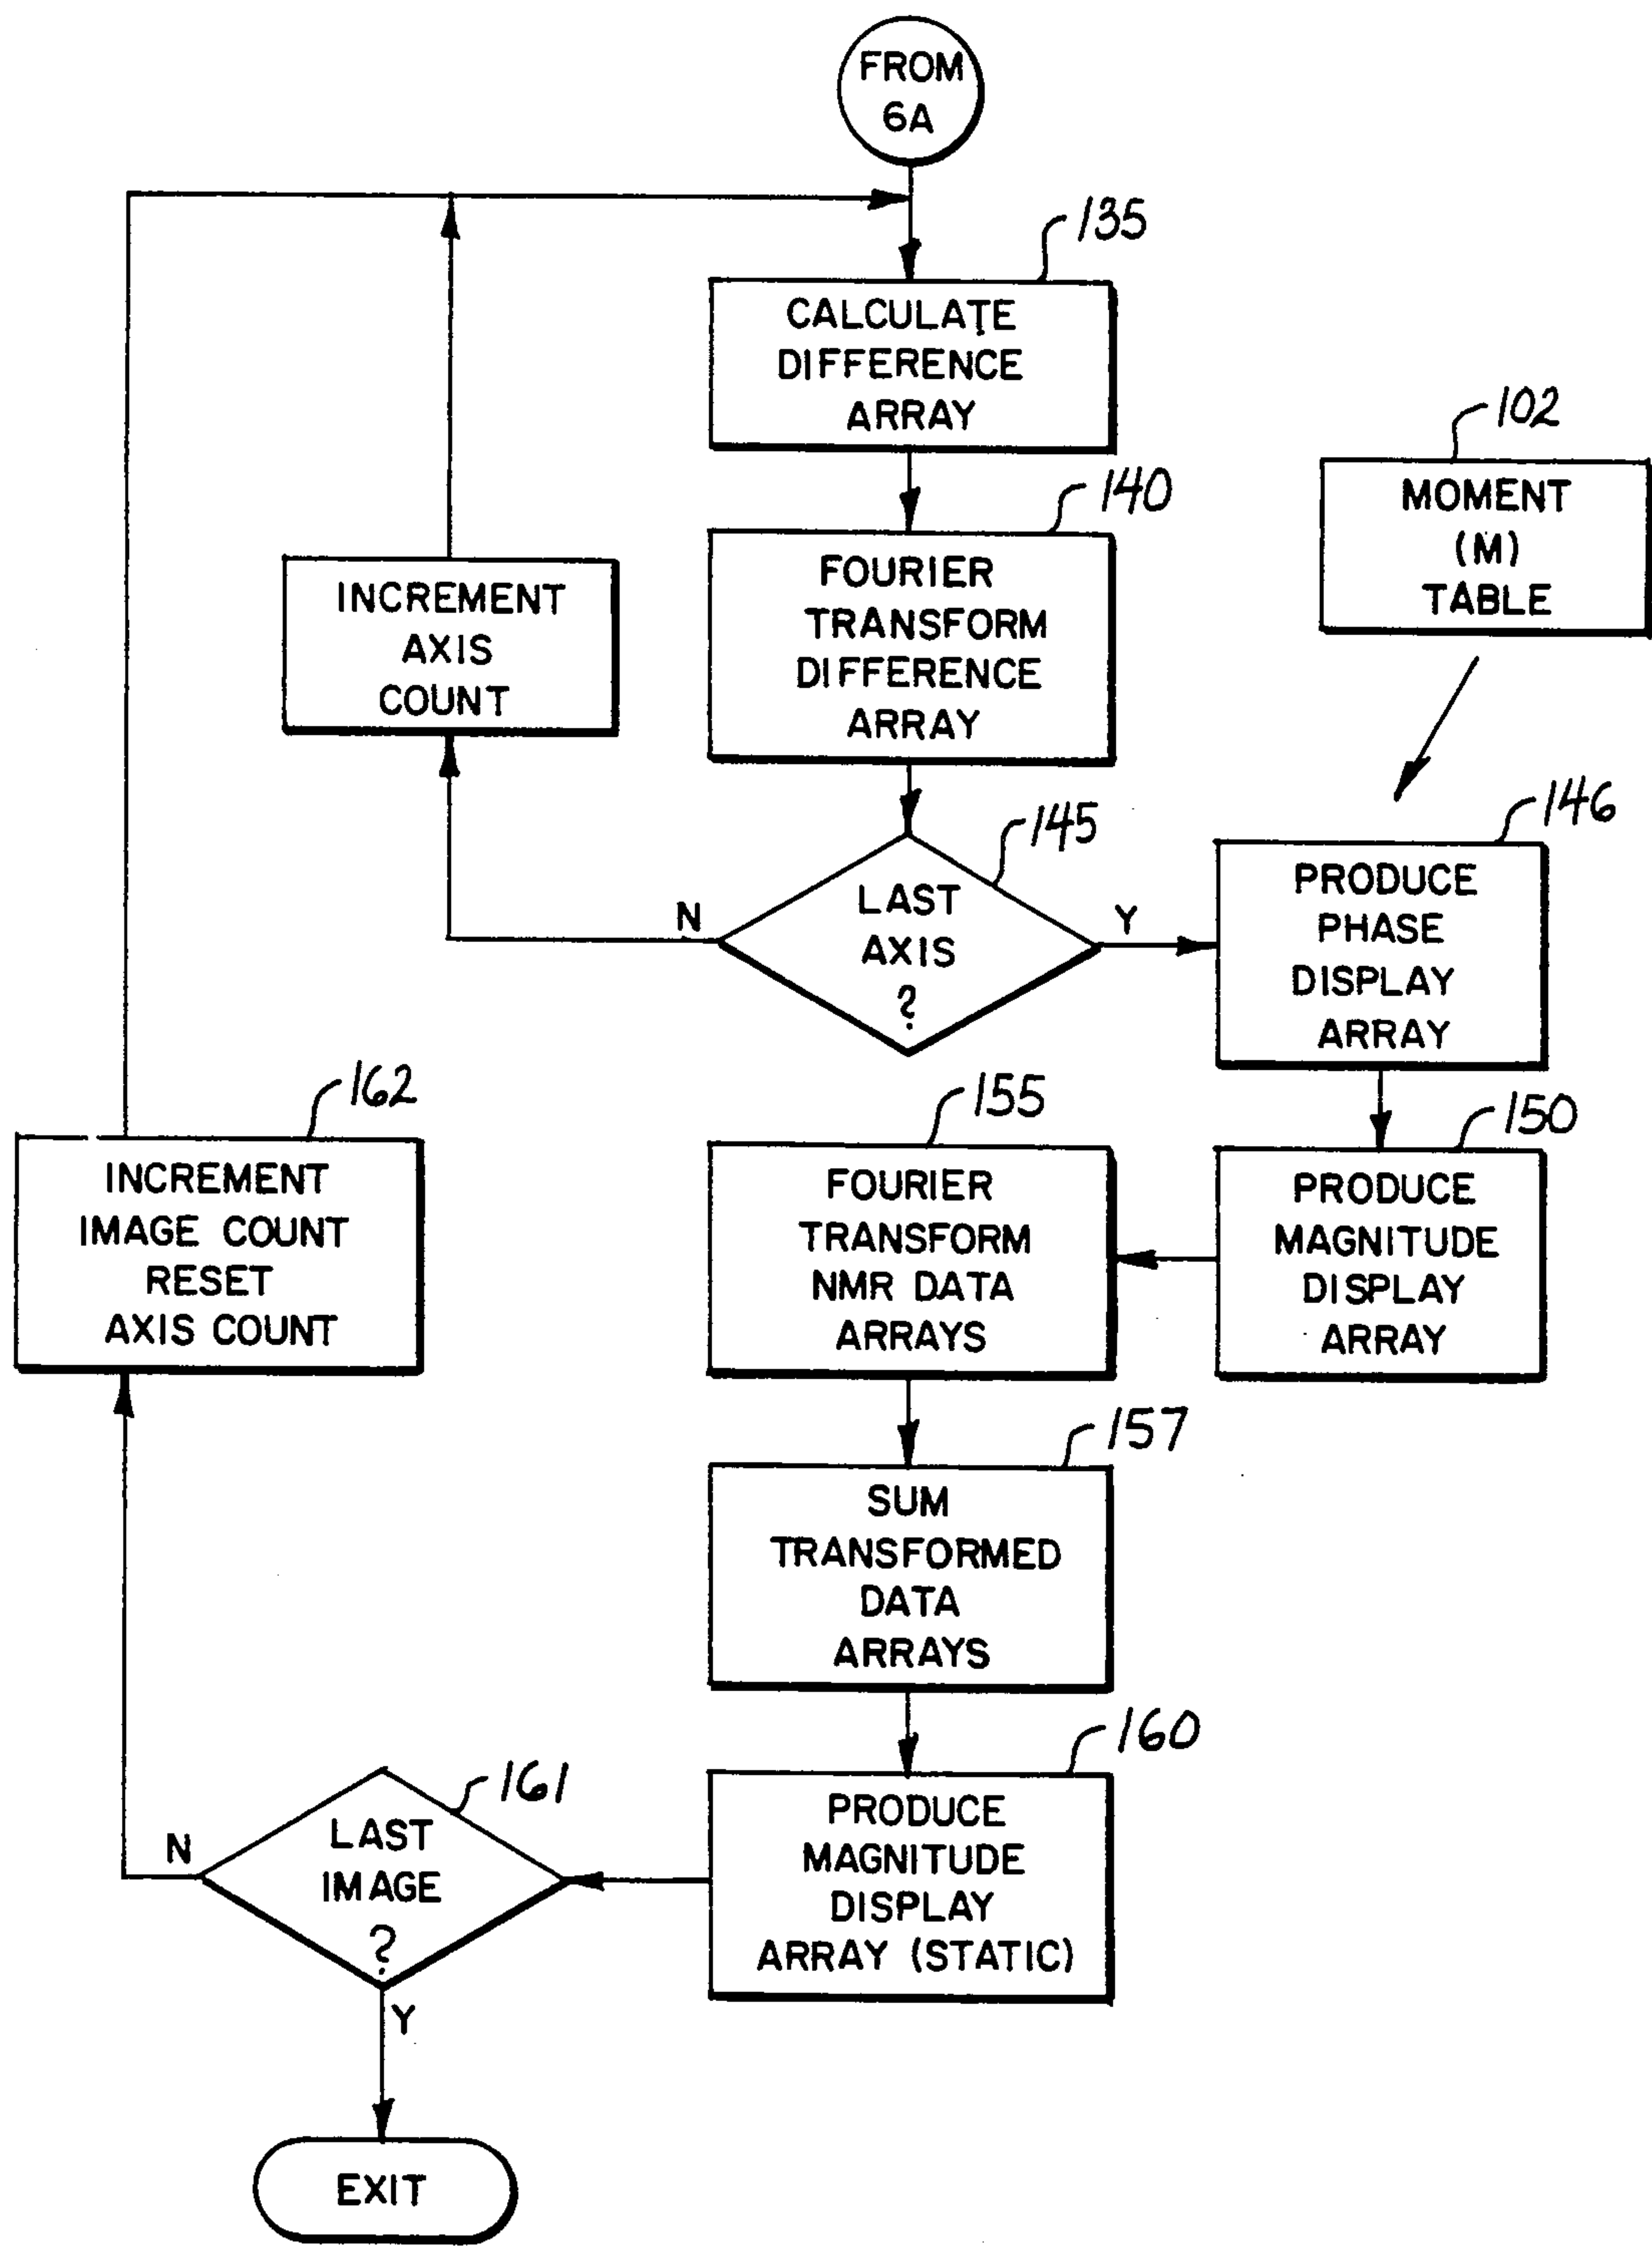 FROM
6A
135
CALCULATE
DIFFERENCE
ARRAY
102
MOMENT
(M)
TABLE
140
FOURIER
TRANSFORM
DIFFERENCE
ARRAY
INCREMENT
AXIS
COUNT
145
LAST
AXIS
?
N
Y
146
PRODUCE
PHASE
DISPLAY
ARRAY
150
PRODUCE
MAGNITUDE
DISPLAY
ARRAY
155
FOURIER
TRANSFORM
NMR DATA
ARRAYS
162
INCREMENT
IMAGE COUNT
RESET
AXIS COUNT
157
SUM
TRANSFORMED
DATA
ARRAYS
160
PRODUCE
MAGNITUDE
DISPLAY
ARRAY (STATIC)
161
LAST
IMAGE
?
N
Y
EXIT